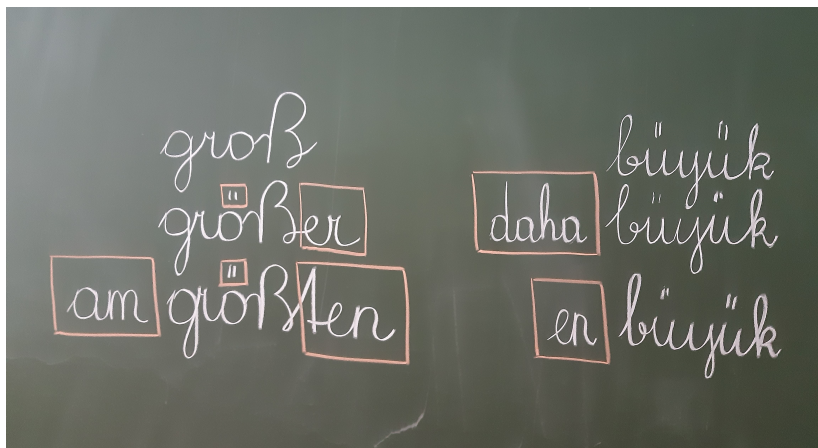 groß
größer
am größten
büyük
daha büyük
en büyük